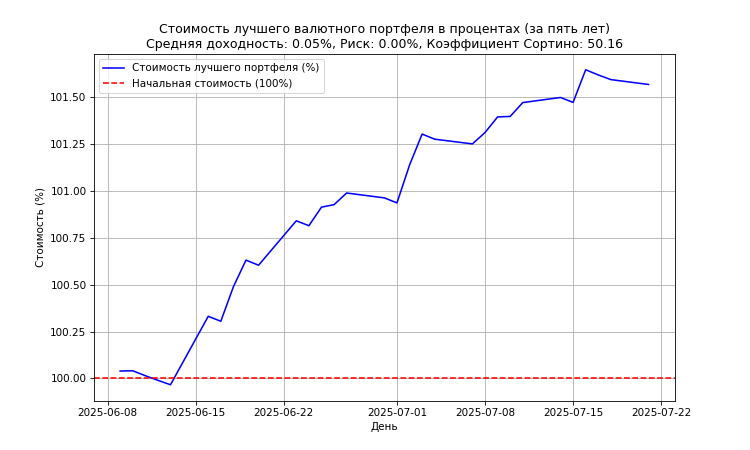 Стоимость лучшего валютного портфеля в процентах (за пять лет)
Средняя доходность: 0.05%, Риск: 0.00%, Коэффициент Сортино: 50.16
Стоимость лучшего портфеля (%)
Начальная стоимость (100%)
Стоимость (%)
101.50
101.25
101.00
100.75
100.50
100.25
100.00
2025-06-08
2025-06-15
2025-06-22
2025-07-01
2025-07-08
2025-07-15
2025-07-22
День